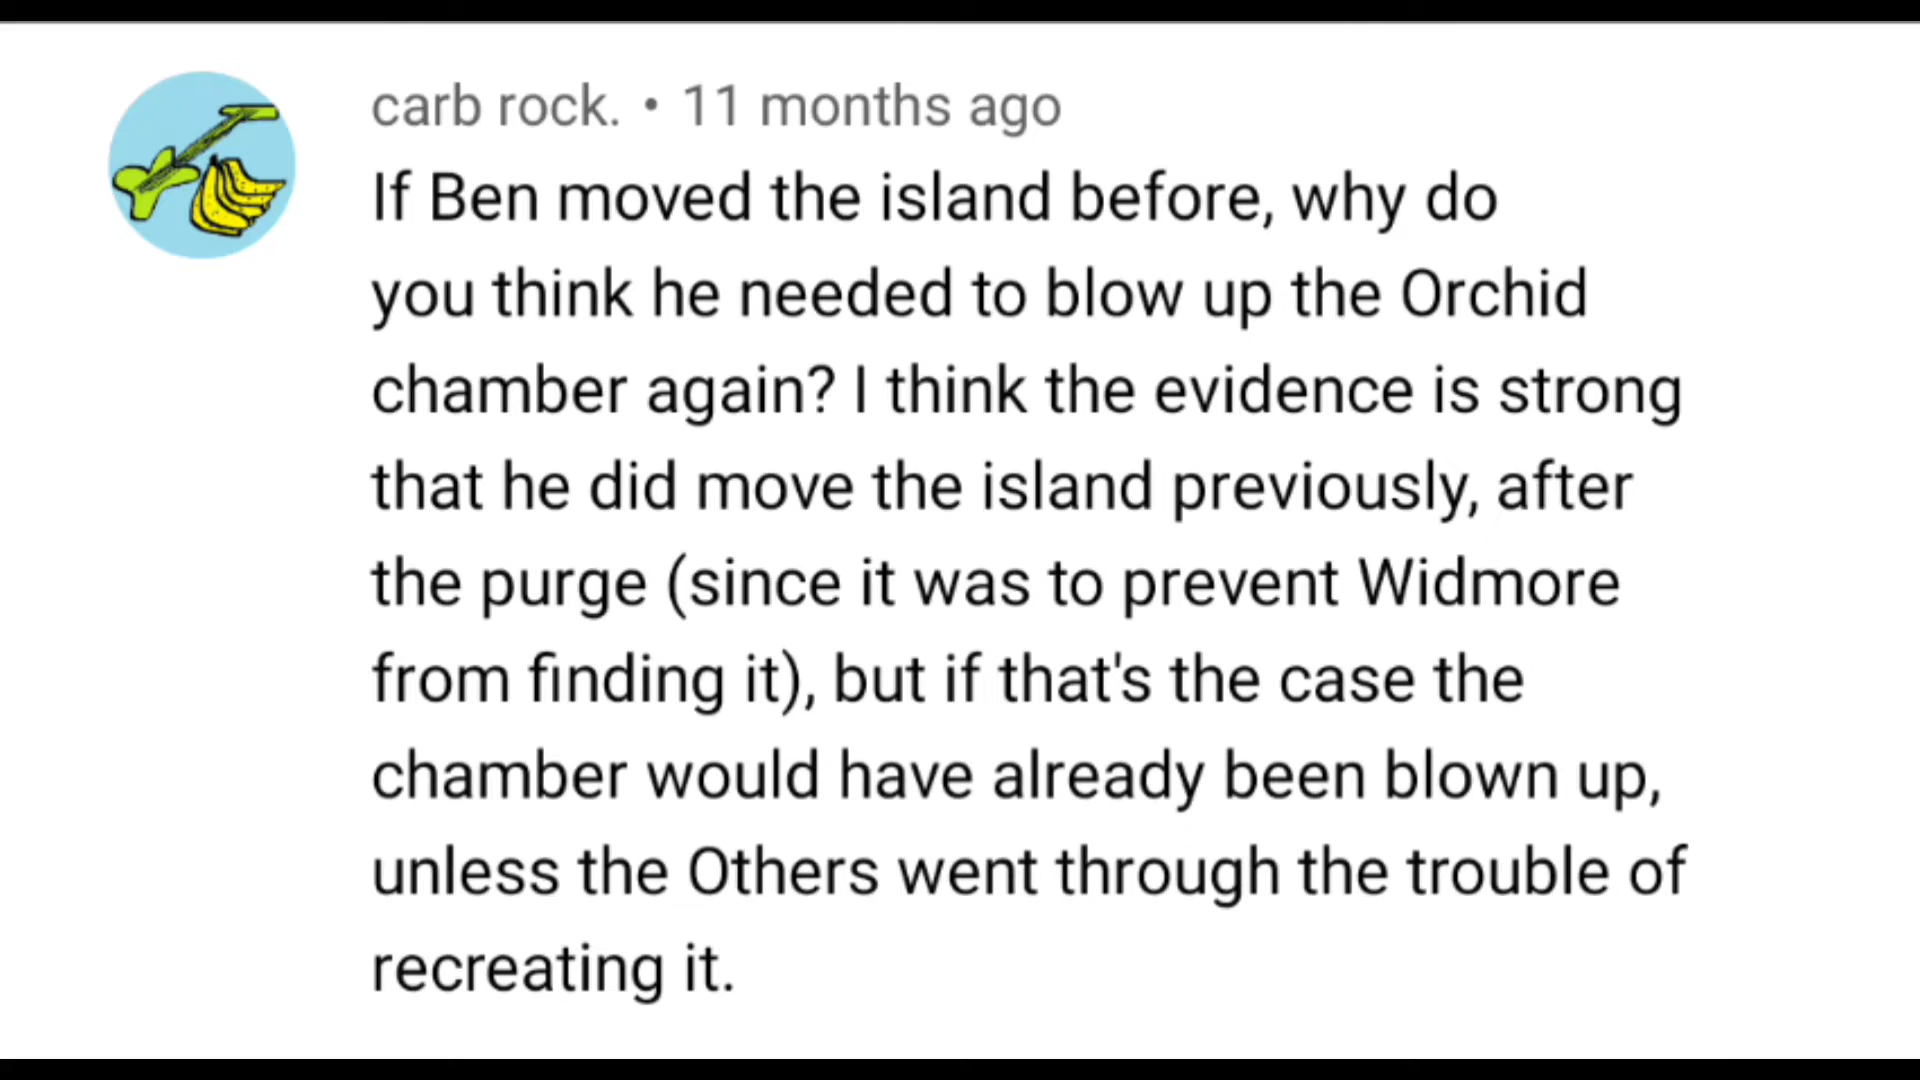 carb rock. • 11 months ago
If Ben moved the island before, why do
you think he needed to blow up the Orchid
chamber again? I think the evidence is strong
that he did move the island previously, after
the purge (since it was to prevent Widmore
from finding it), but if that's the case the
chamber would have already been blown up,
unless the Others went through the trouble of
recreating it.